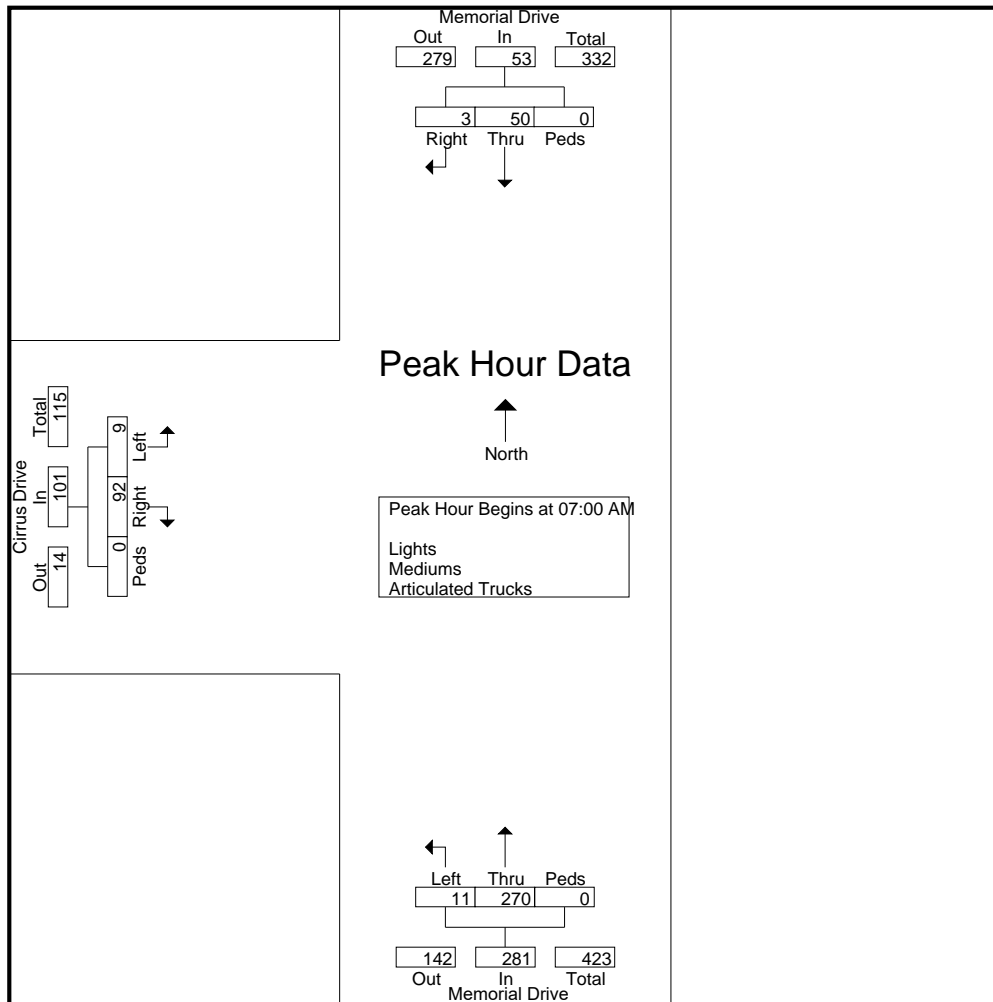 Memorial Drive
Out In Total
279 53 332
3 50 0
Right Thru Peds
Peak Hour Data
North
Peak Hour Begins at 07:00 AM
Lights
Mediums
Articulated Trucks
Cirrus Drive
Out In Total
14 101 115
0 92 9
Peds Right Left
Left Thru Peds
11 270 0
142 281 423
Out In Total
Memorial Drive